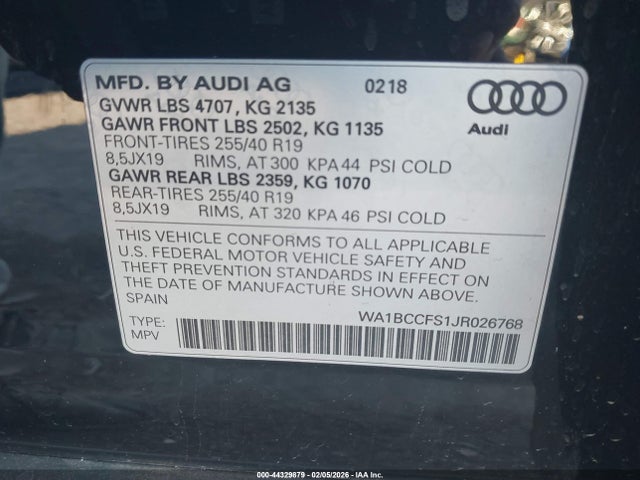 MFD. BY AUDI AG 0218
GVWR LBS 4707, KG 2135
GAWR FRONT LBS 2502, KG 1135
FRONT-TIRES 255/40 R19
8,5JX19 RIMS, AT 300 KPA 44 PSI COLD
GAWR REAR LBS 2359, KG 1070
REAR-TIRES 255/40 R19
8,5JX19 RIMS, AT 320 KPA 46 PSI COLD
Audi
THIS VEHICLE CONFORMS TO ALL APPLICABLE
U.S. FEDERAL MOTOR VEHICLE SAFETY AND
THEFT PREVENTION STANDARDS IN EFFECT ON
THE DATE OF MANUFACTURE SHOWN ABOVE.
SPAIN
WA1BCCFS1JR026768
TYPE:
MPV
000-44329879 - 02/05/2026 - IAA Inc.